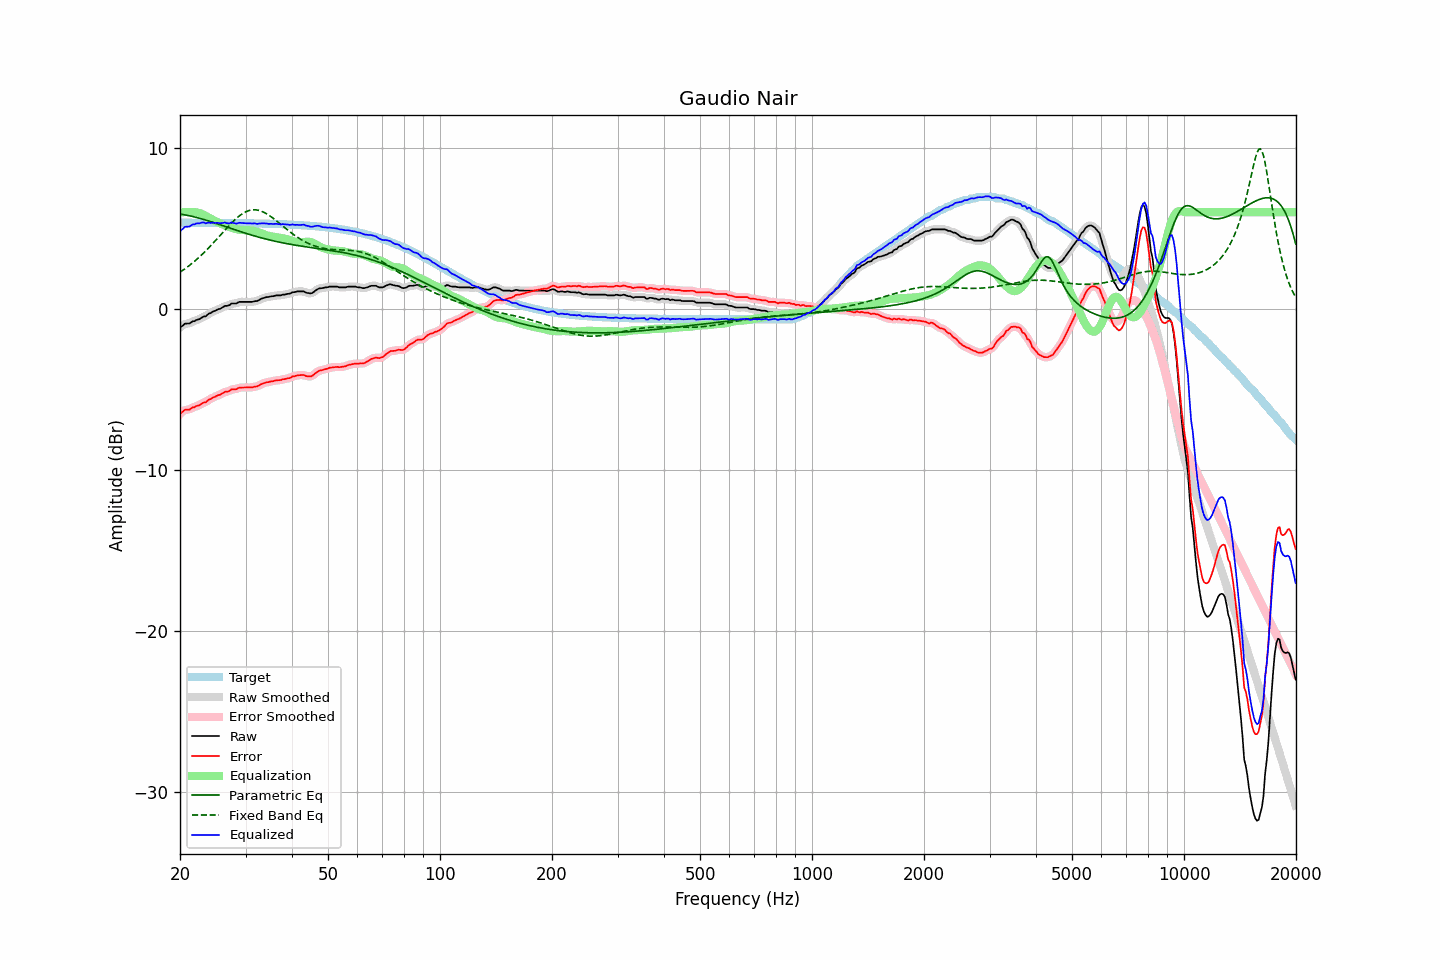 Gaudio Nair
Amplitude (dBr)
10
0
−10
−20
−30
Target
Raw Smoothed
Error Smoothed
Raw
Error
Equalization
Parametric Eq
Fixed Band Eq
Equalized
20 50 100 200 500 1000 2000 5000 10000 20000
Frequency (Hz)